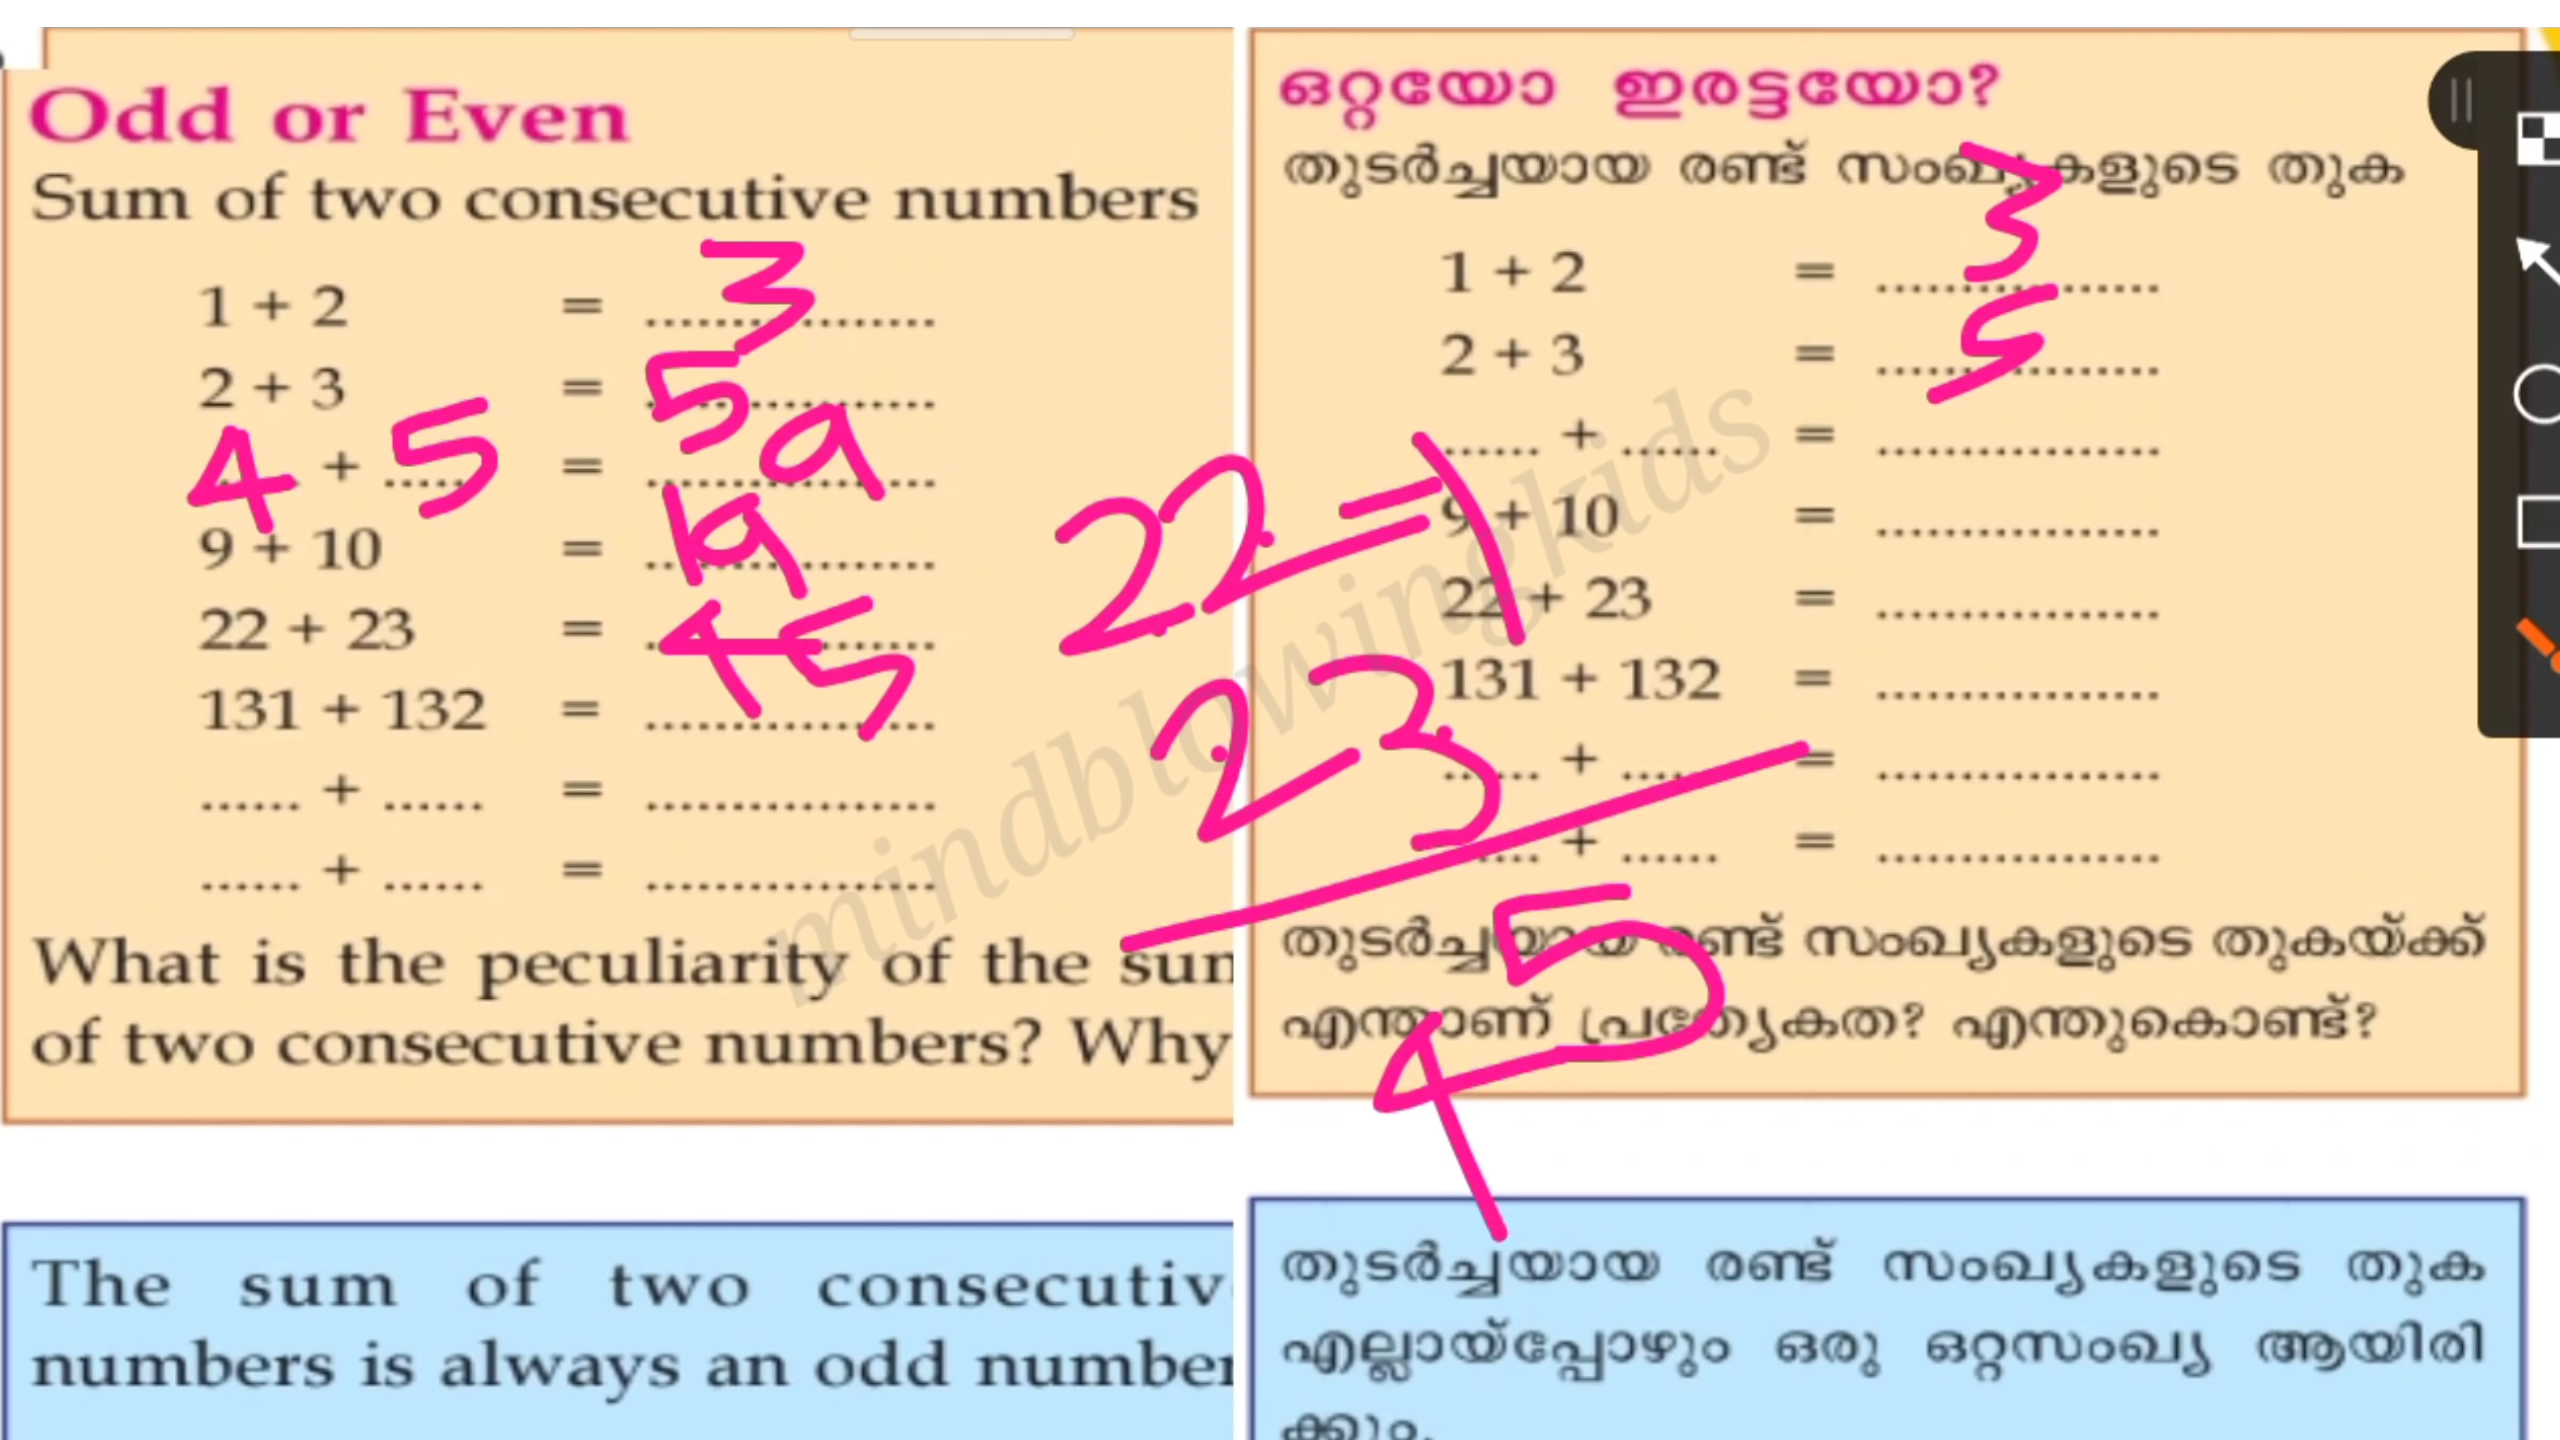 Odd or Even
Sum of two consecutive numbers
1 + 2 = ................. 3
2 + 3 = ................. 5
4 + 5 = ................. 9
9 + 10 = ................. 19
22 + 23 = ................. 45
131 + 132 = .................
...... + ...... = .................
...... + ...... = .................
What is the peculiarity of the sum
of two consecutive numbers? Why
The sum of two consecutiv
numbers is always an odd number
ഒറ്റയോ ഇരട്ടയോ?
തുടർച്ചയായ രണ്ട് സംഖ്യകളുടെ തുക
1 + 2 = ................. 3
2 + 3 = ................. 5
...... + ...... = .................
9 + 10 = .................
22 + 23 = .................
131 + 132 = .................
...... + ...... = .................
...... + ...... = .................
22 =)
23
45
തുടർച്ചയായ രണ്ട് സംഖ്യകളുടെ തുകയ്ക്ക്
എന്താണ് പ്രത്യേകത? എന്തുകൊണ്ട്?
തുടർച്ചയായ രണ്ട് സംഖ്യകളുടെ തുക
എല്ലായ്പ്പോഴും ഒരു ഒറ്റസംഖ്യ ആയിരി
ക്കും.
mindblowingkids